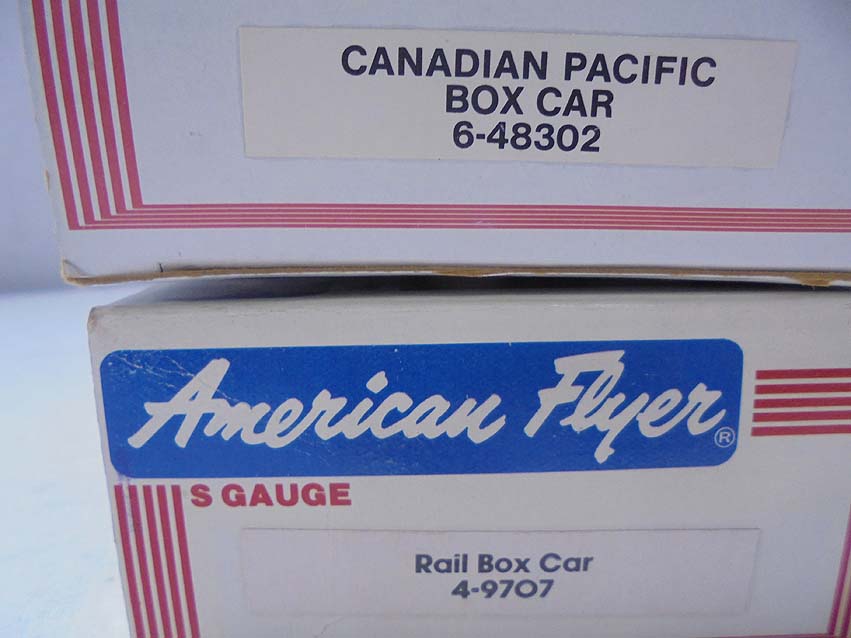 CANADIAN PACIFIC
BOX CAR
6-48302
American Flyer®
S GAUGE
Rail Box Car
4-9707